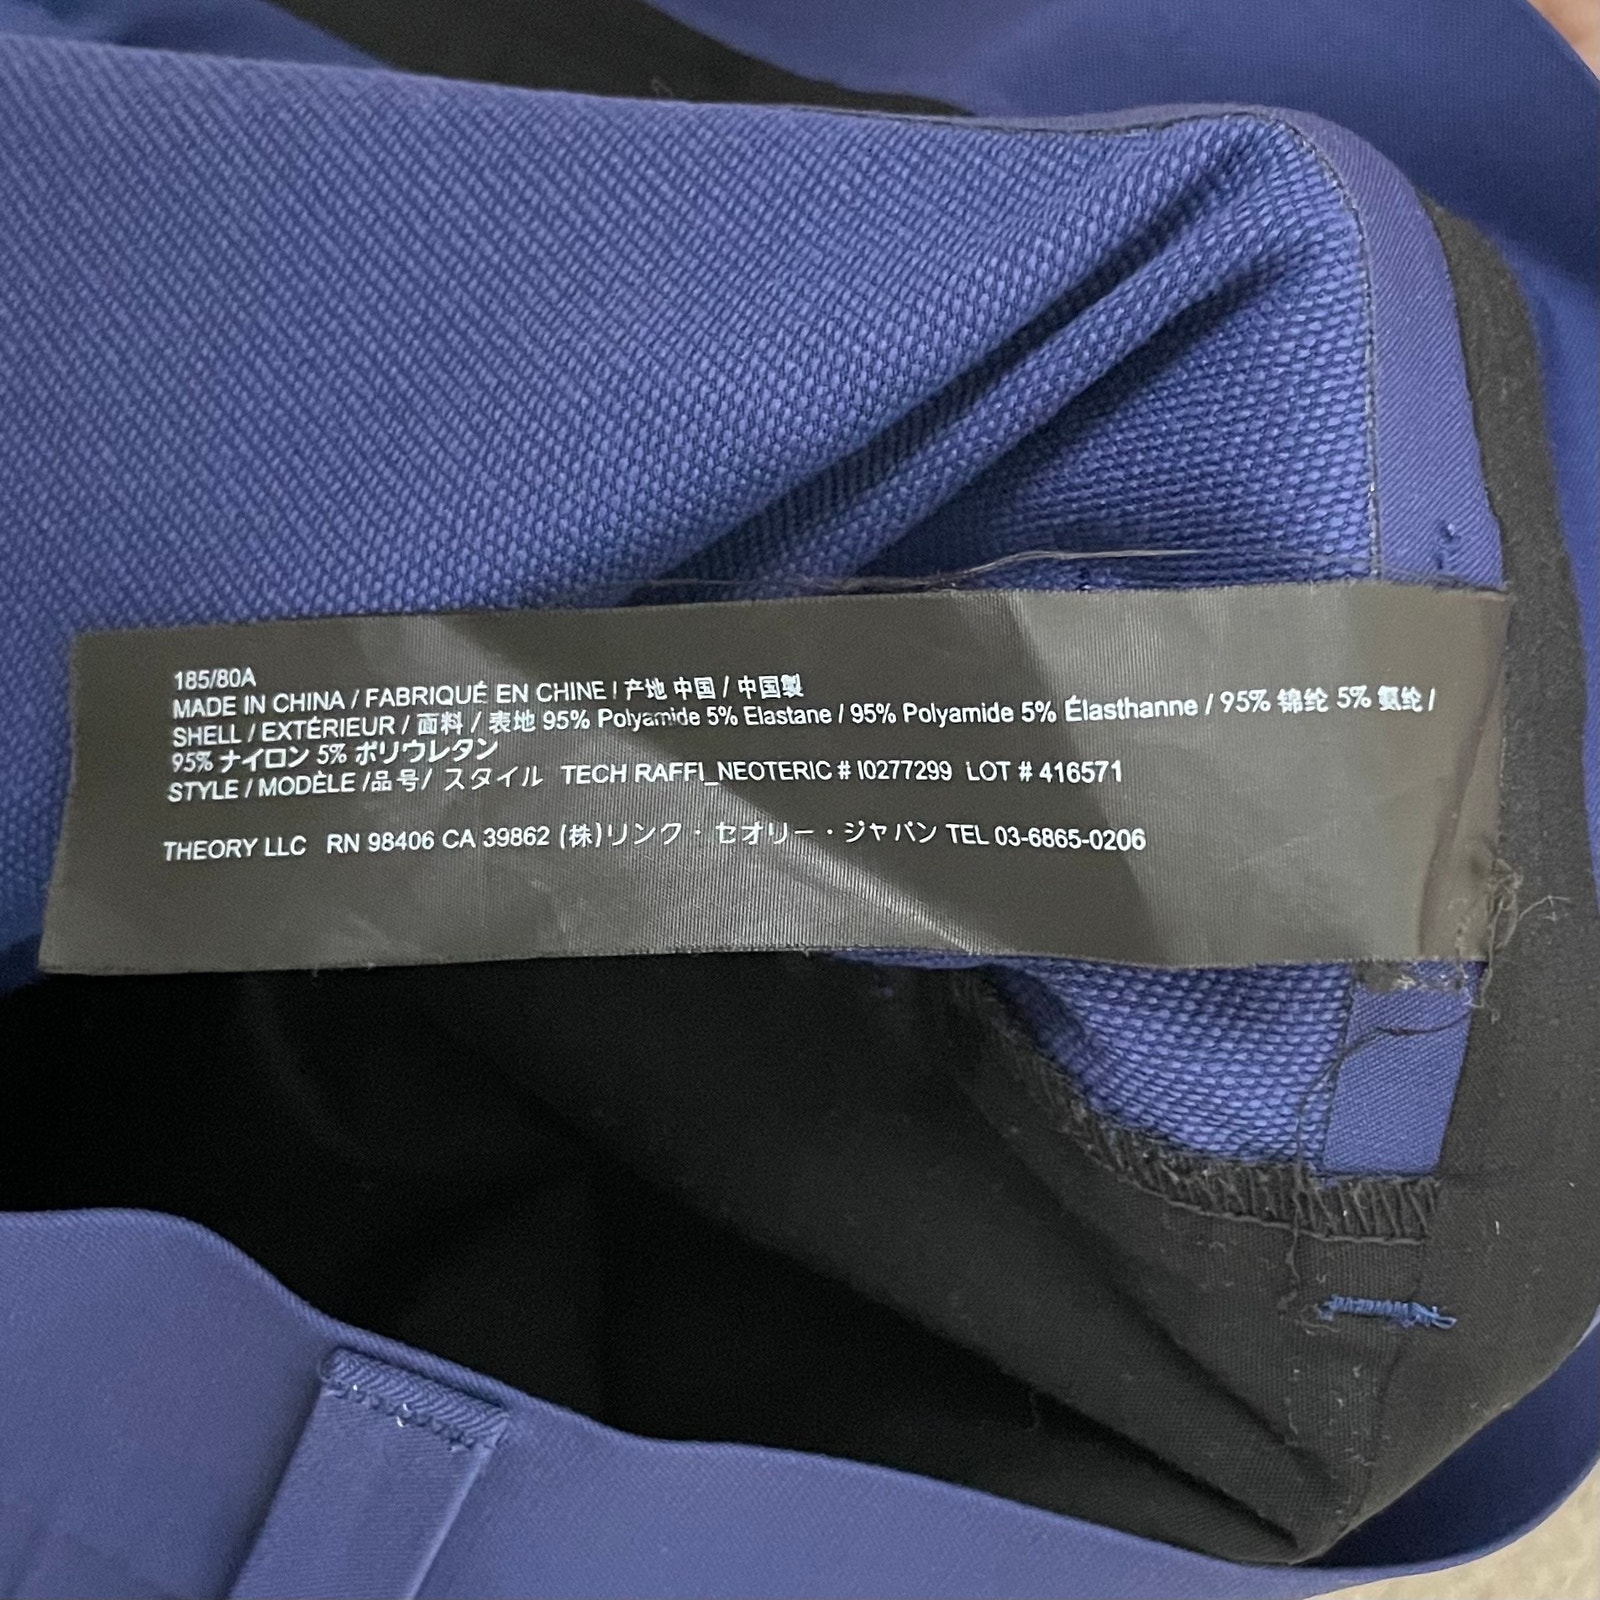 185/80A
MADE IN CHINA / FABRIQUÉ EN CHINE / 产地 中国 / 中国製
SHELL / EXTÉRIEUR / 面料 / 表地 95% Polyamide 5% Elastane / 95% Polyamide 5% Élasthanne / 95% 锦纶 5% 氨纶 /
95% ナイロン 5% ポリウレタン
STYLE / MODÈLE /品号/ スタイル TECH RAFFI_NEOTERIC # I0277299 LOT # 416571
THEORY LLC RN 98406 CA 39862 (株)リンク・セオリー・ジャパン TEL 03-6865-0206